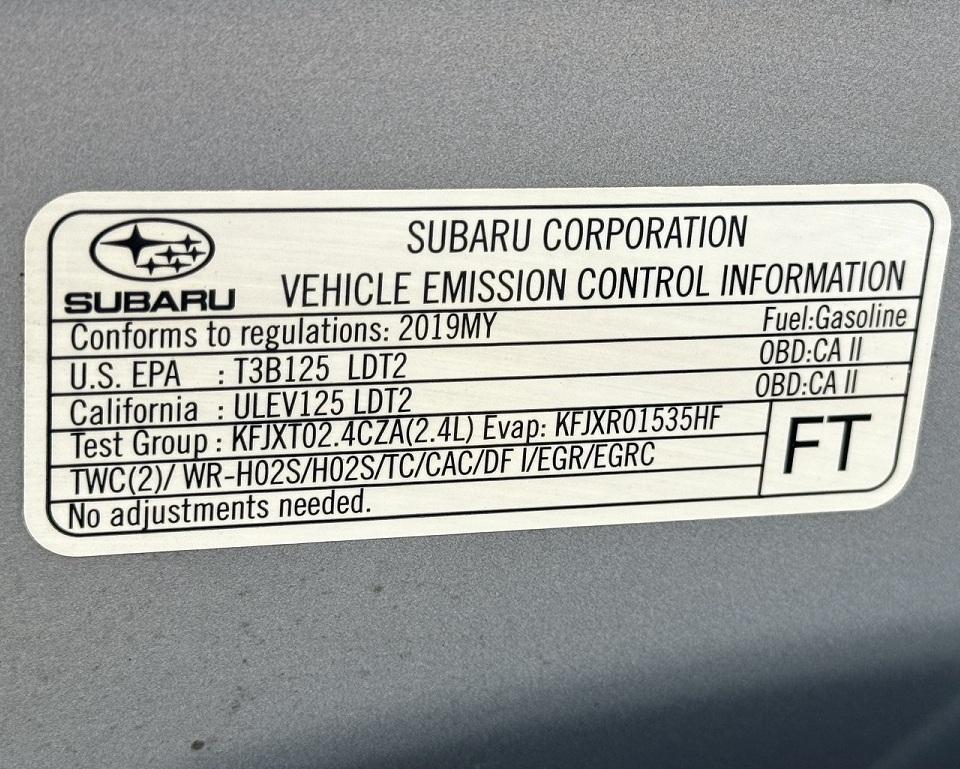 SUBARU
SUBARU CORPORATION
VEHICLE EMISSION CONTROL INFORMATION
Conforms to regulations: 2019MY Fuel:Gasoline
U.S. EPA : T3B125 LDT2 OBD:CA II
California : ULEV125 LDT2 OBD:CA II
Test Group : KFJXT02.4CZA(2.4L) Evap: KFJXR01535HF
TWC(2)/ WR-HO2S/HO2S/TC/CAC/DF I/EGR/EGRC
FT
No adjustments needed.